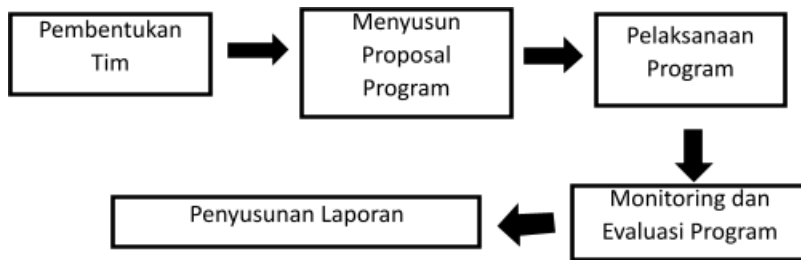 Pembentukan
Tim
Menyusun
Proposal
Program
Pelaksanaan
Program
Monitoring dan
Evaluasi Program
Penyusunan Laporan